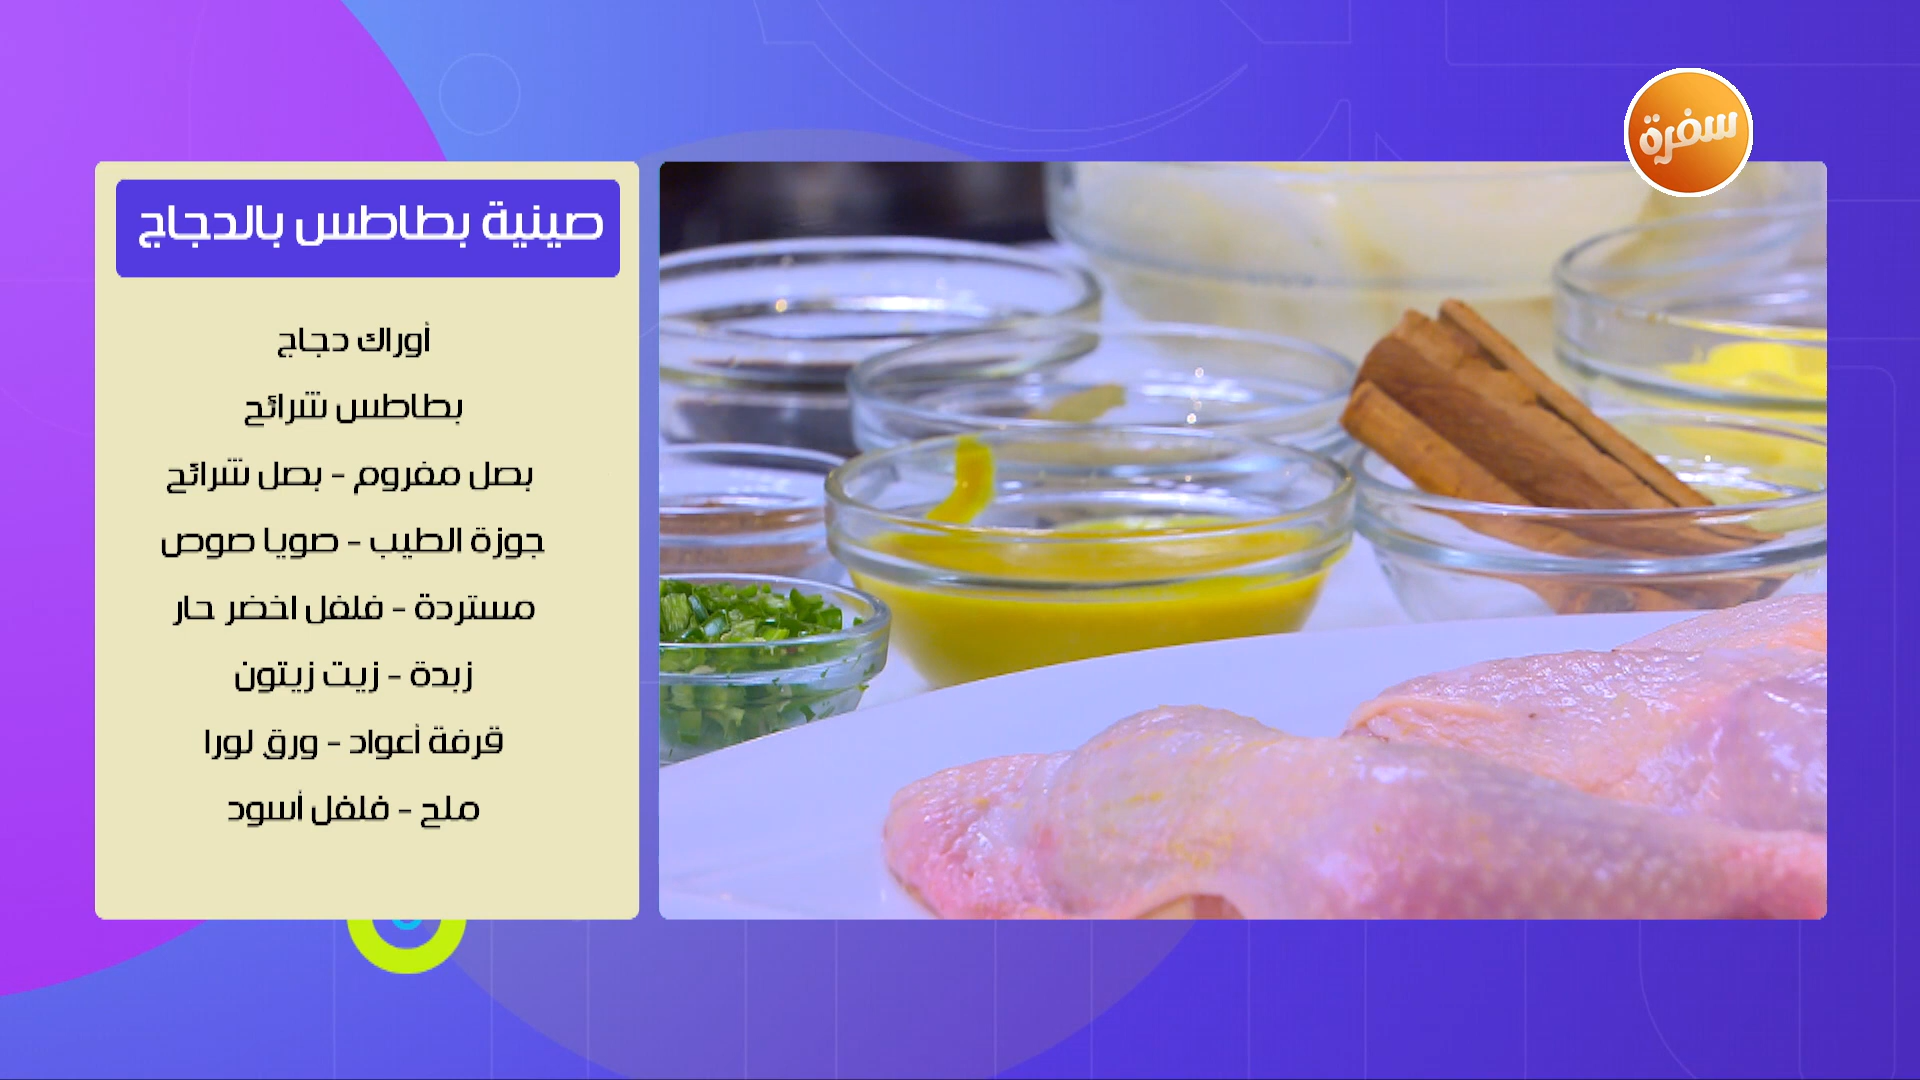 سفرة
صينية بطاطس بالدجاج
أوراك دجاج
بطاطس شرائح
بصل مفروم - بصل شرائح
جوزة الطيب - صويا صوص
مستردة - فلفل اخضر حار
زبدة - زيت زيتون
قرفة أعواد - ورق لورا
ملح - فلفل أسود